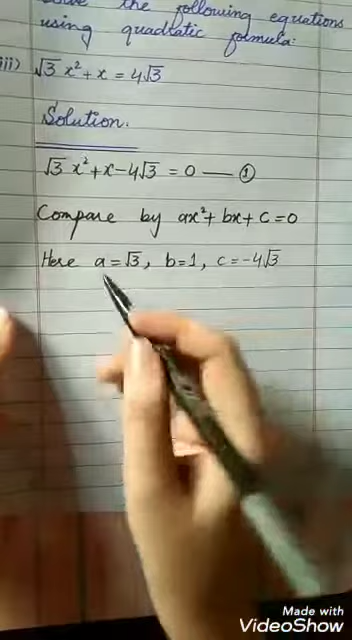 the following equations
using quadratic formula:
iii) √3 x² + x = 4√3
Solution.
√3 x² + x - 4√3 = 0 — ①
Compare by ax² + bx + c = 0
Here a = √3, b = 1, c = -4√3
Made with
VideoShow